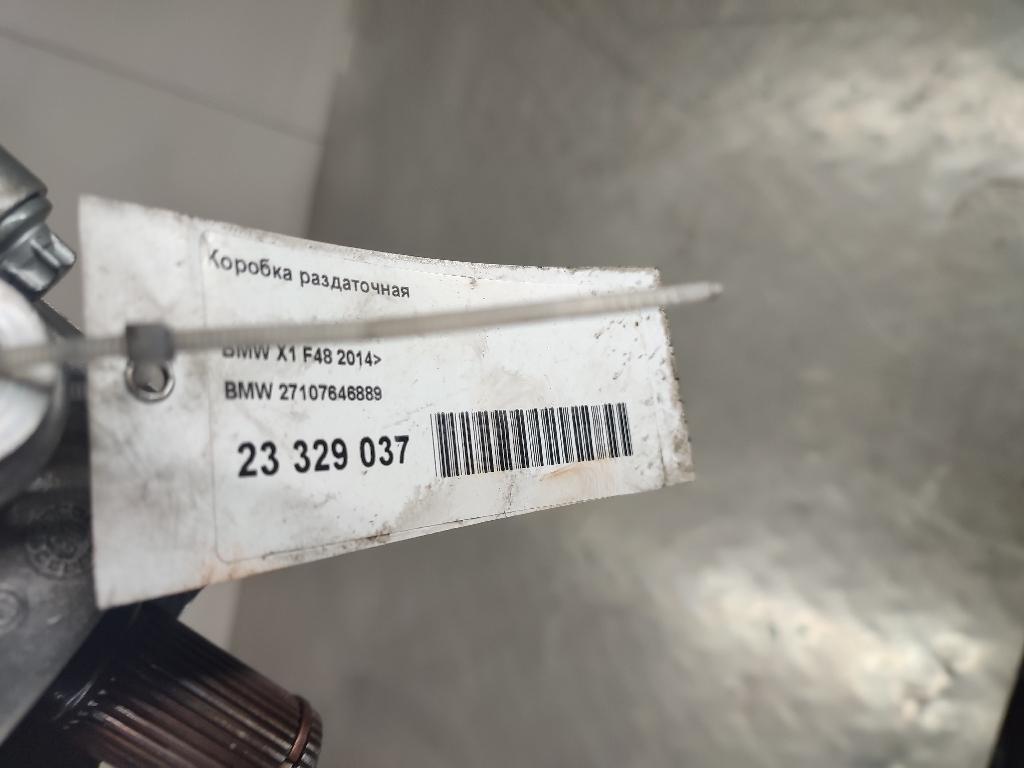 Коробка раздаточная
BMW X1 F48 2014>
BMW 27107646889
23 329 037